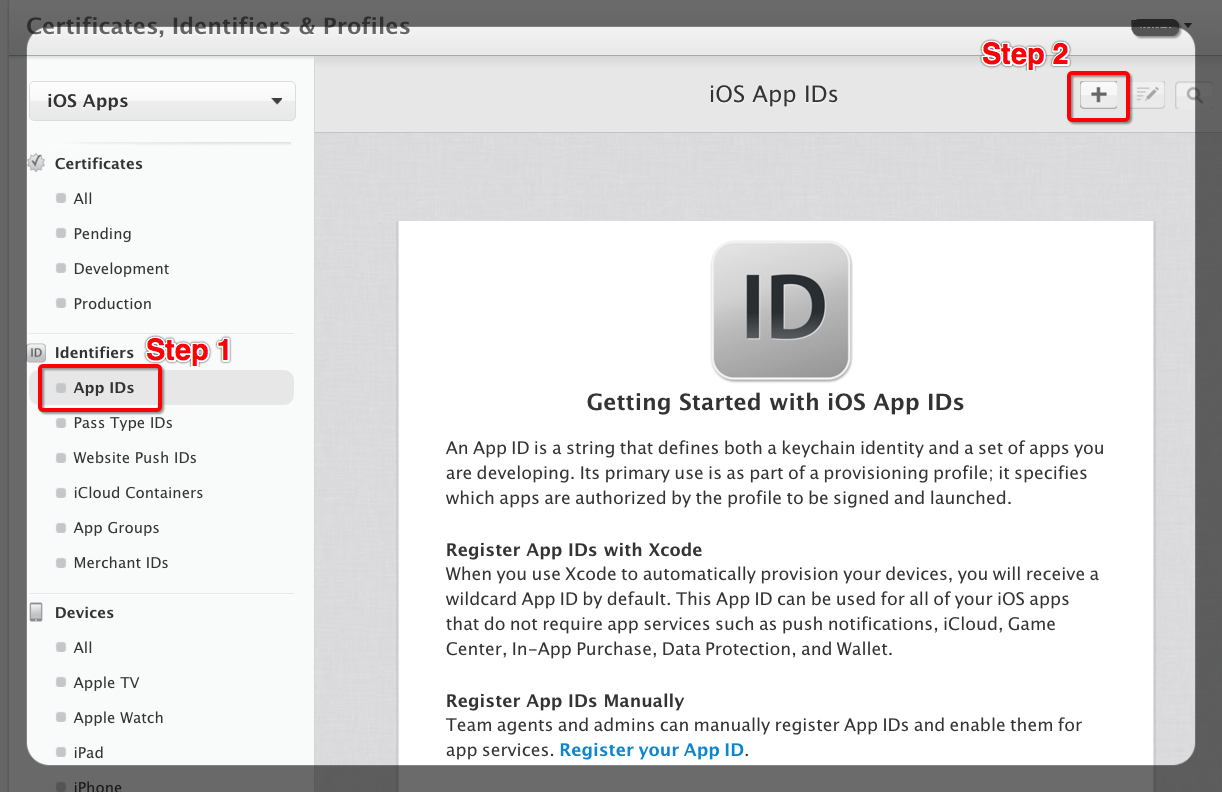 Certificates, Identifiers & Profiles
Step 2
iOS Apps
iOS App IDs
Certificates
All
Pending
Development
Production
ID
Identifiers
Step 1
App IDs
Pass Type IDs
Website Push IDs
iCloud Containers
App Groups
Merchant IDs
Devices
All
Apple TV
Apple Watch
iPad
iPhone
ID
Getting Started with iOS App IDs
An App ID is a string that defines both a keychain identity and a set of apps you
are developing. Its primary use is as part of a provisioning profile; it specifies
which apps are authorized by the profile to be signed and launched.
Register App IDs with Xcode
When you use Xcode to automatically provision your devices, you will receive a
wildcard App ID by default. This App ID can be used for all of your iOS apps
that do not require app services such as push notifications, iCloud, Game
Center, In-App Purchase, Data Protection, and Wallet.
Register App IDs Manually
Team agents and admins can manually register App IDs and enable them for
app services. Register your App ID.